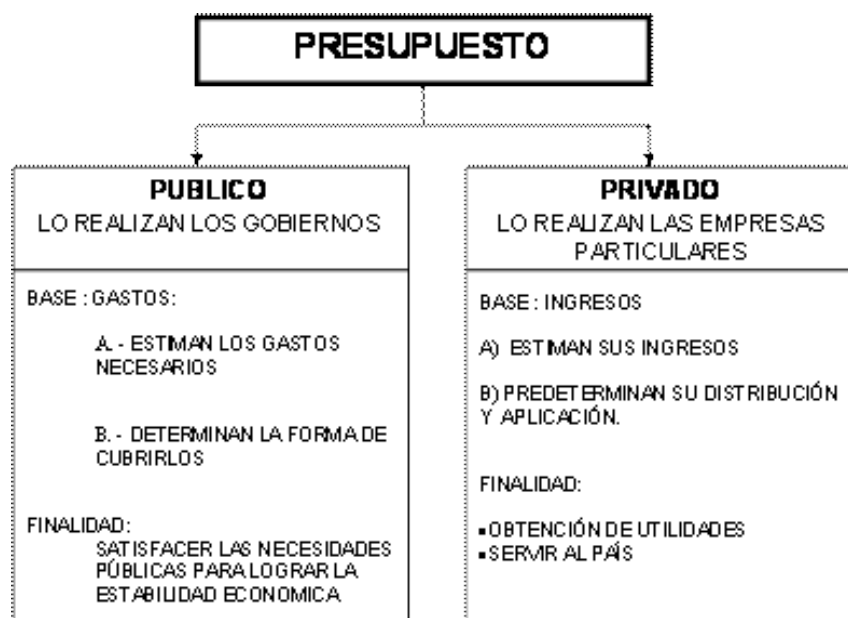 PRESUPUESTO
PUBLICO
LO REALIZAN LOS GOBIERNOS
BASE : GASTOS:
A. - ESTIMAN LOS GASTOS
NECESARIOS
B. - DETERMINAN LA FORMA DE
CUBRIRLOS
FINALIDAD:
SATISFACER LAS NECESIDADES
PÚBLICAS PARA LOGRAR LA
ESTABILIDAD ECONOMICA
PRIVADO
LO REALIZAN LAS EMPRESAS
PARTICULARES
BASE : INGRESOS
A) ESTIMAN SUS INGRESOS
B) PREDETERMINAN SU DISTRIBUCIÓN
Y APLICACIÓN.
FINALIDAD:
▪OBTENCIÓN DE UTILIDADES
▪SERVIR AL PAÍS